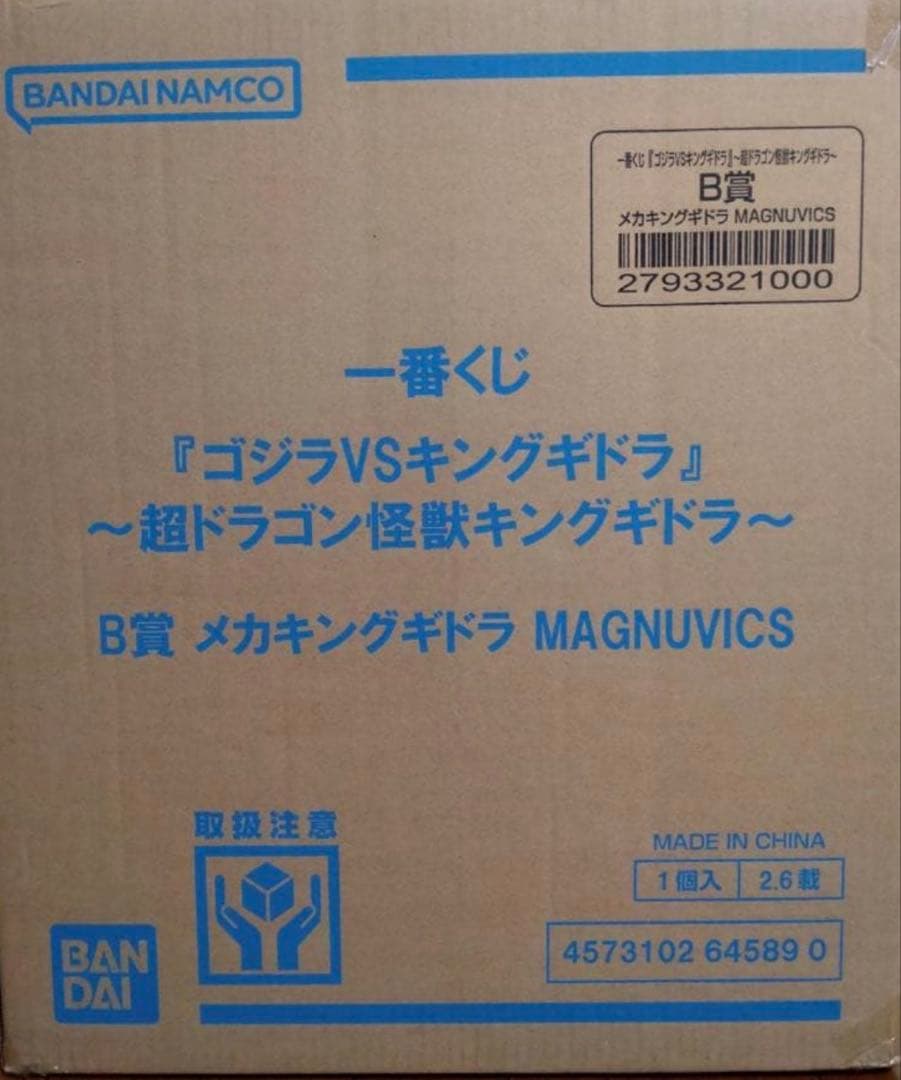 BANDAI NAMCO
一番くじ『ゴジラVSキングギドラ』~超ドラゴン怪獣キングギドラ~
B賞
メカキングギドラ MAGNUVICS
2793321000
一番くじ
『ゴジラVSキングギドラ』
~超ドラゴン怪獣キングギドラ~
B賞 メカキングギドラ MAGNUVICS
取扱注意
MADE IN CHINA
1個入 2.6載
4573102 64589 0
BAN
DAI